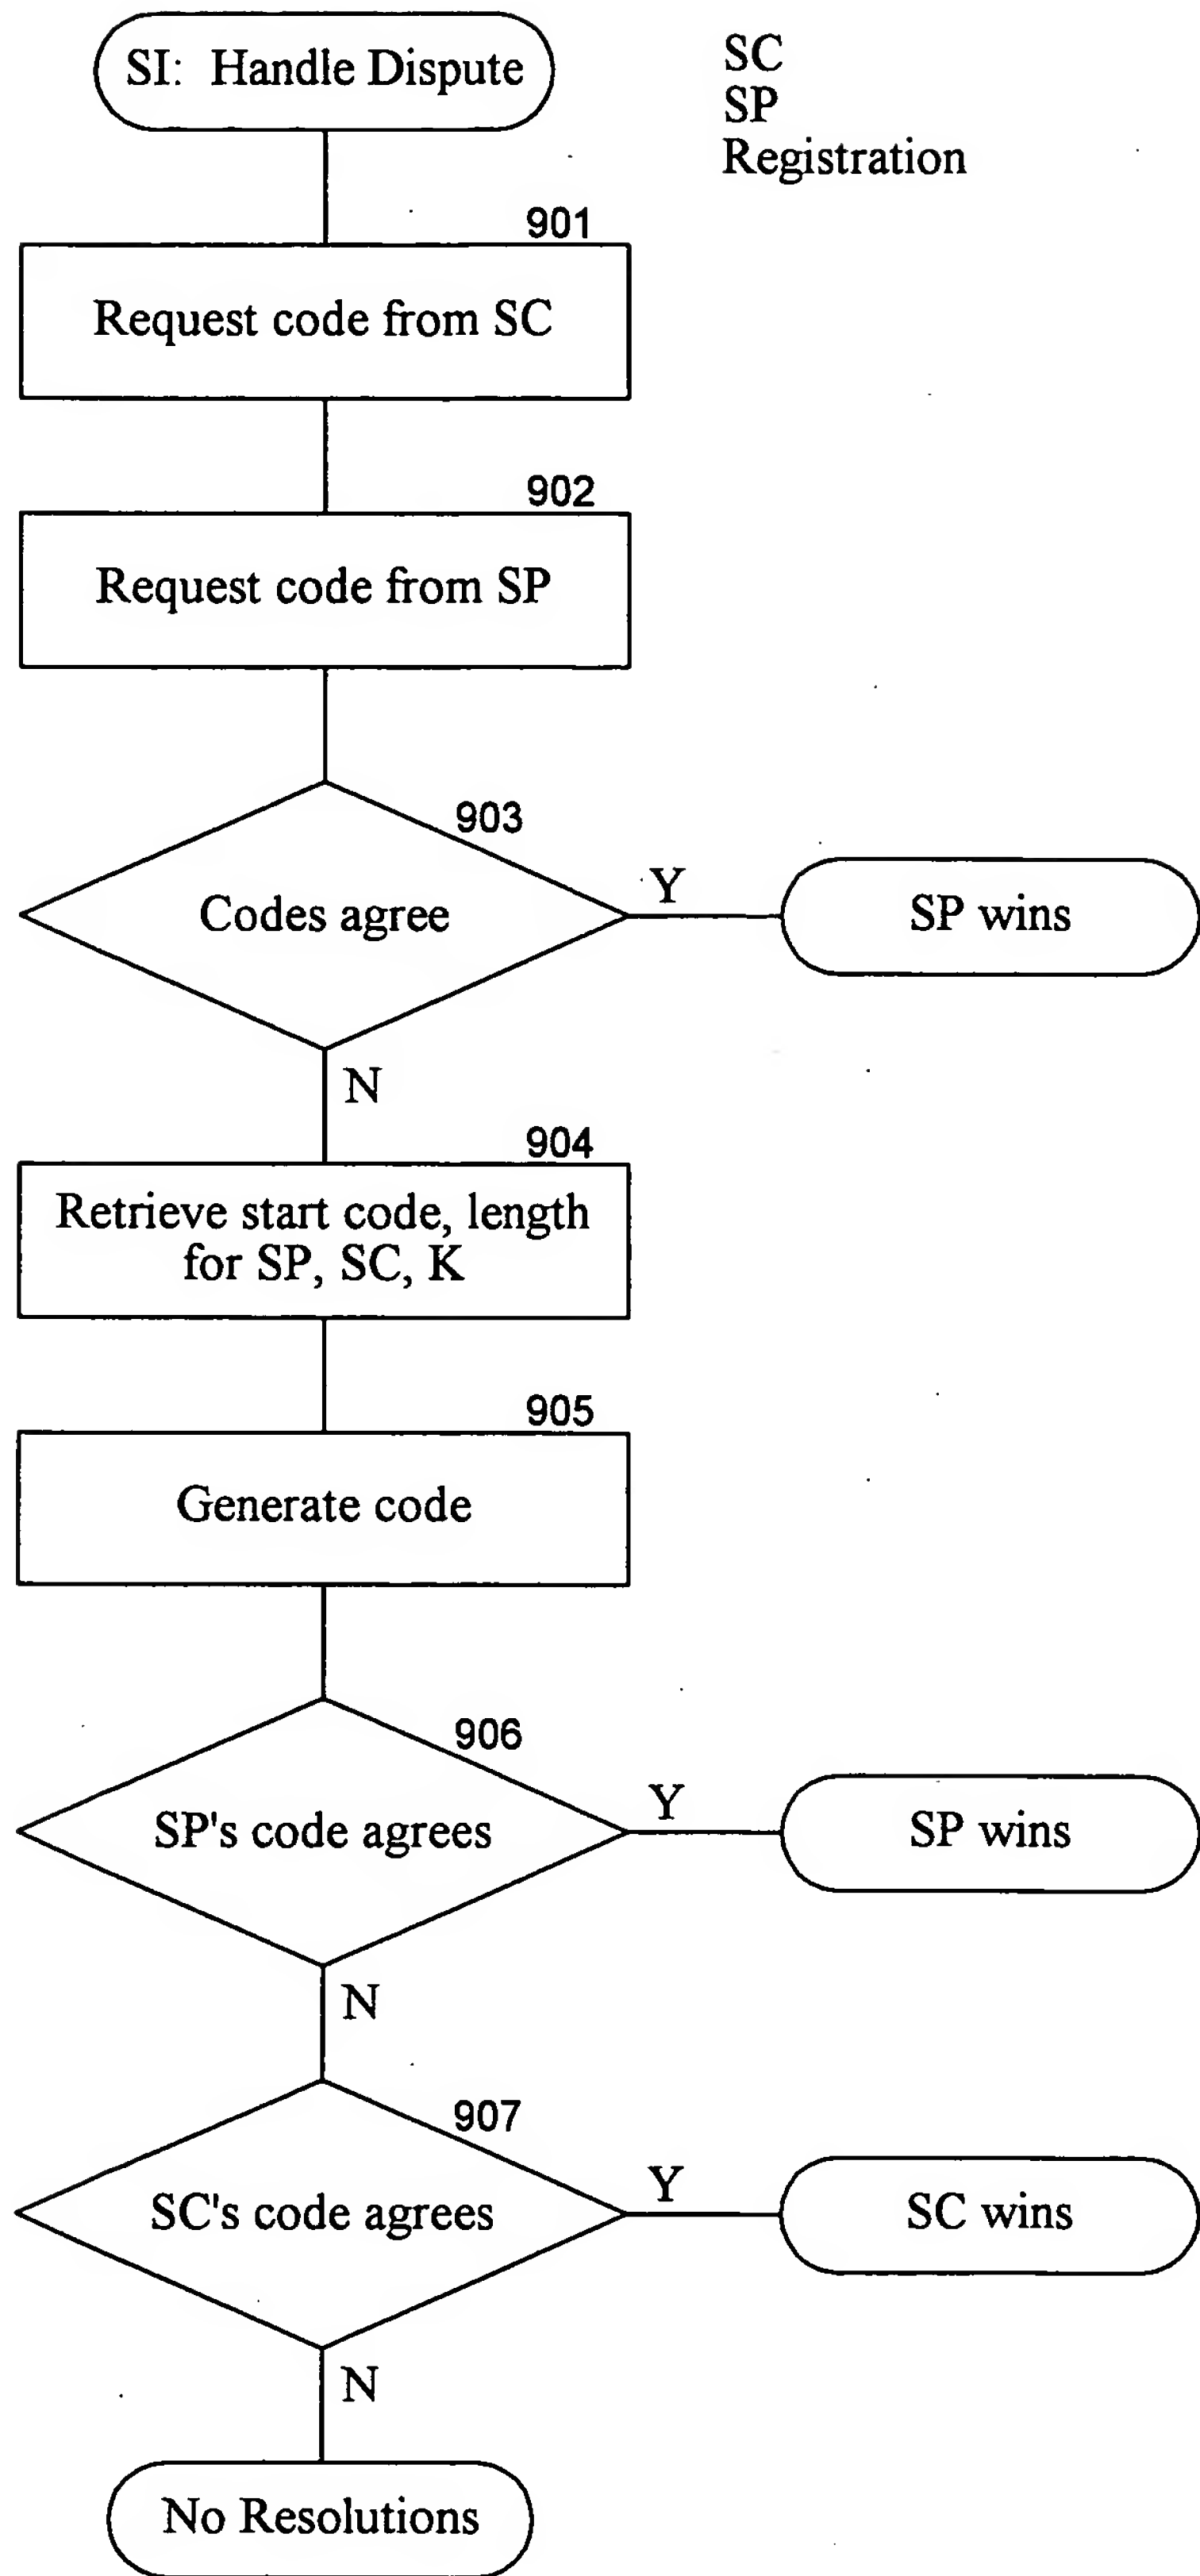 SI: Handle Dispute
SC
SP
Registration
901
Request code from SC
902
Request code from SP
903
Codes agree
Y
SP wins
N
904
Retrieve start code, length
for SP, SC, K
905
Generate code
906
SP's code agrees
Y
SP wins
N
907
SC's code agrees
Y
SC wins
N
No Resolutions